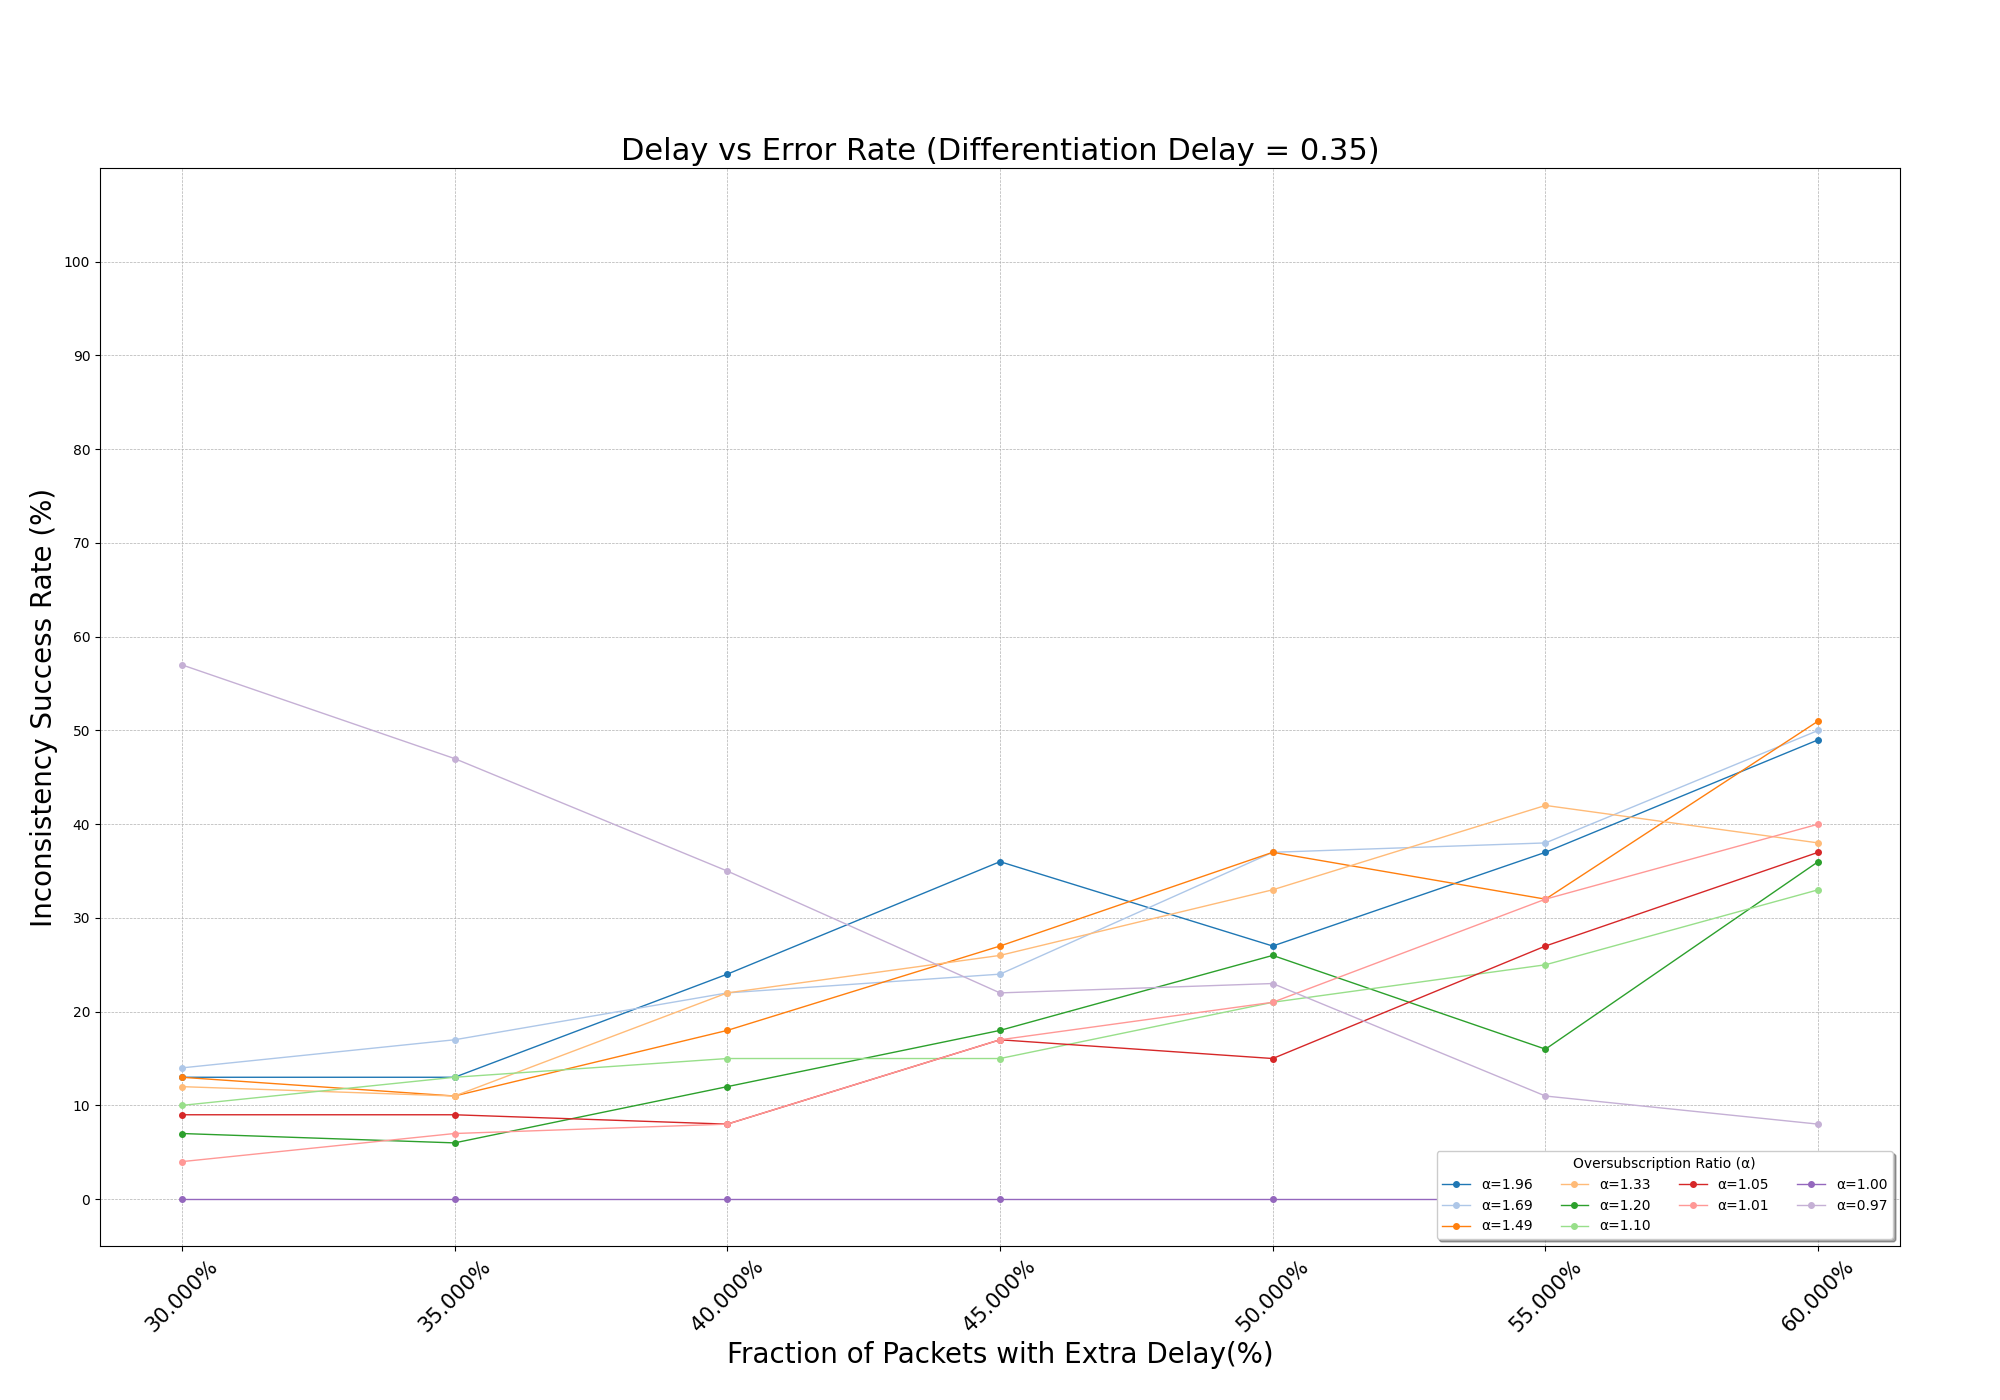 Delay vs Error Rate (Differentiation Delay = 0.35)
Inconsistency Success Rate (%)
100
90
80
70
60
50
40
30
20
10
0
Oversubscription Ratio (α)
α=1.96
α=1.69
α=1.49
α=1.33
α=1.20
α=1.10
α=1.05
α=1.01
α=1.00
α=0.97
30.000%
35.000%
40.000%
45.000%
50.000%
55.000%
60.000%
Fraction of Packets with Extra Delay(%)